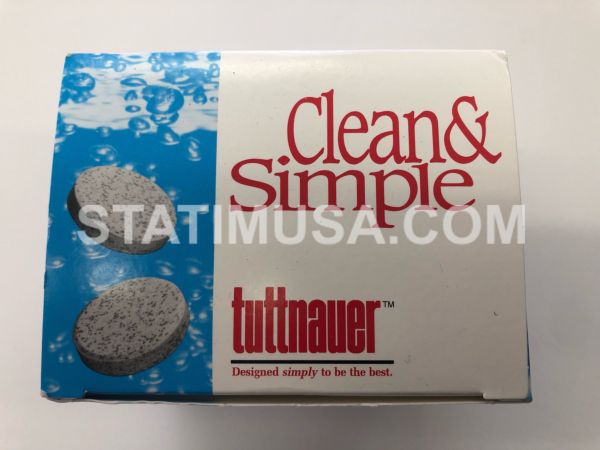 Clean&
Simple
STATIMUSA.COM
tuttnauer™
Designed simply to be the best.